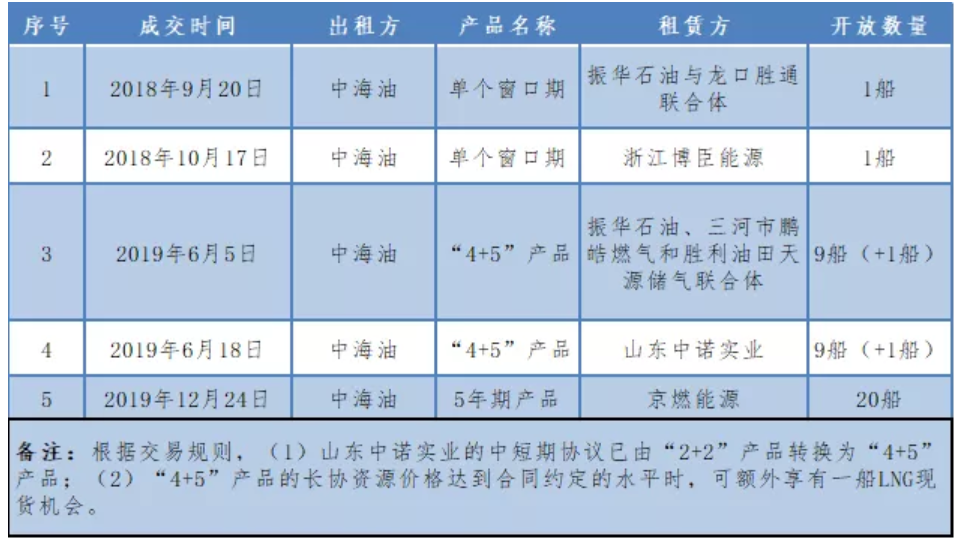 序号 成交时间 出租方 产品名称 租赁方 开放数量
1 2018年9月20日 中海油 单个窗口期 振华石油与龙口胜通
联合体 1船
2 2018年10月17日 中海油 单个窗口期 浙江博臣能源 1船
3 2019年6月5日 中海油 “4+5”产品 振华石油、三河市鹏
皓燃气和胜利油田天
源储气联合体 9船（+1船）
4 2019年6月18日 中海油 “4+5”产品 山东中诺实业 9船（+1船）
5 2019年12月24日 中海油 5年期产品 京燃能源 20船
备注：根据交易规则，（1）山东中诺实业的中短期协议已由“2+2”产品转换为“4+5”
产品；（2）“4+5”产品的长协资源价格达到合同约定的水平时，可额外享有一船LNG现
货机会。